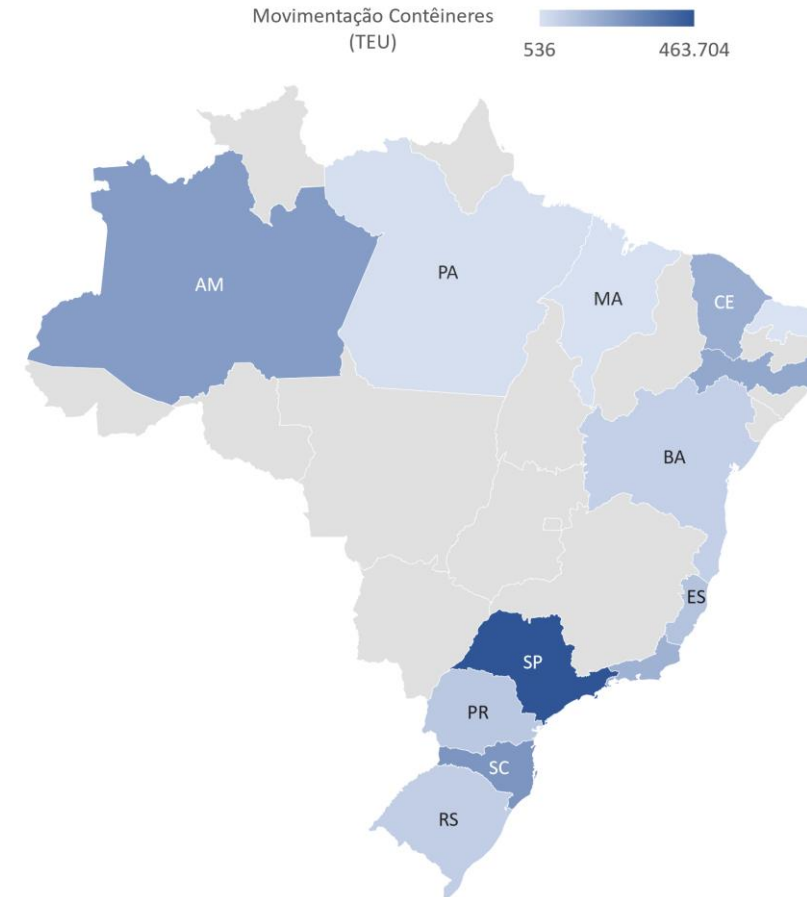 Movimentação Contêineres
(TEU)
536
463.704
AM
PA
MA
CE
BA
ES
SP
PR
SC
RS